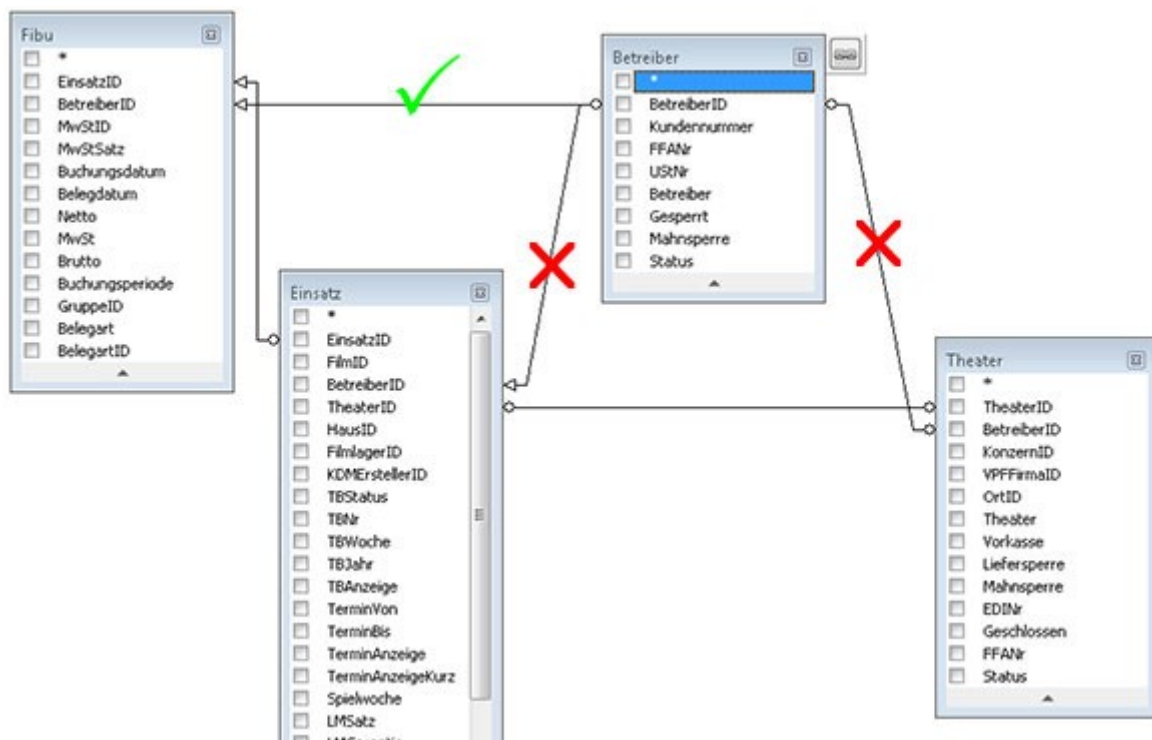 Fibu
*
EinsatzID
BetreiberID
MwStID
MwStSatz
Buchungsdatum
Belegdatum
Netto
MwSt
Brutto
Buchungsperiode
GruppeID
Belegart
BelegartID
Betreiber
*
BetreiberID
Kundennummer
FFANr
UStNr
Betreiber
Gesperrt
Mahnsperre
Status
Einsatz
*
EinsatzID
FilmID
BetreiberID
TheaterID
HausID
FilmlagerID
KDMErstellerID
TBStatus
TBNr
TBWoche
TBJahr
TBAnzeige
TerminVon
TerminBis
TerminAnzeige
TerminAnzeigeKurz
Spielwoche
LMSatz
Theater
*
TheaterID
BetreiberID
KonzernID
VPFFirmaID
OrtID
Theater
Vorkasse
Liefersperre
Mahnsperre
EDINr
Geschlossen
FFANr
Status